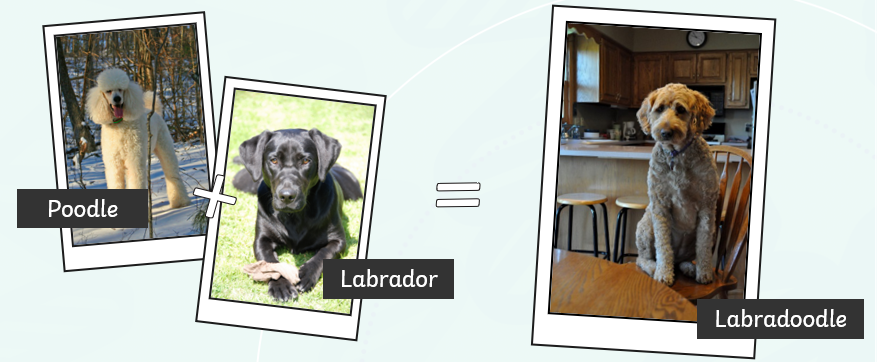 Poodle
+
Labrador
=
Labradoodle